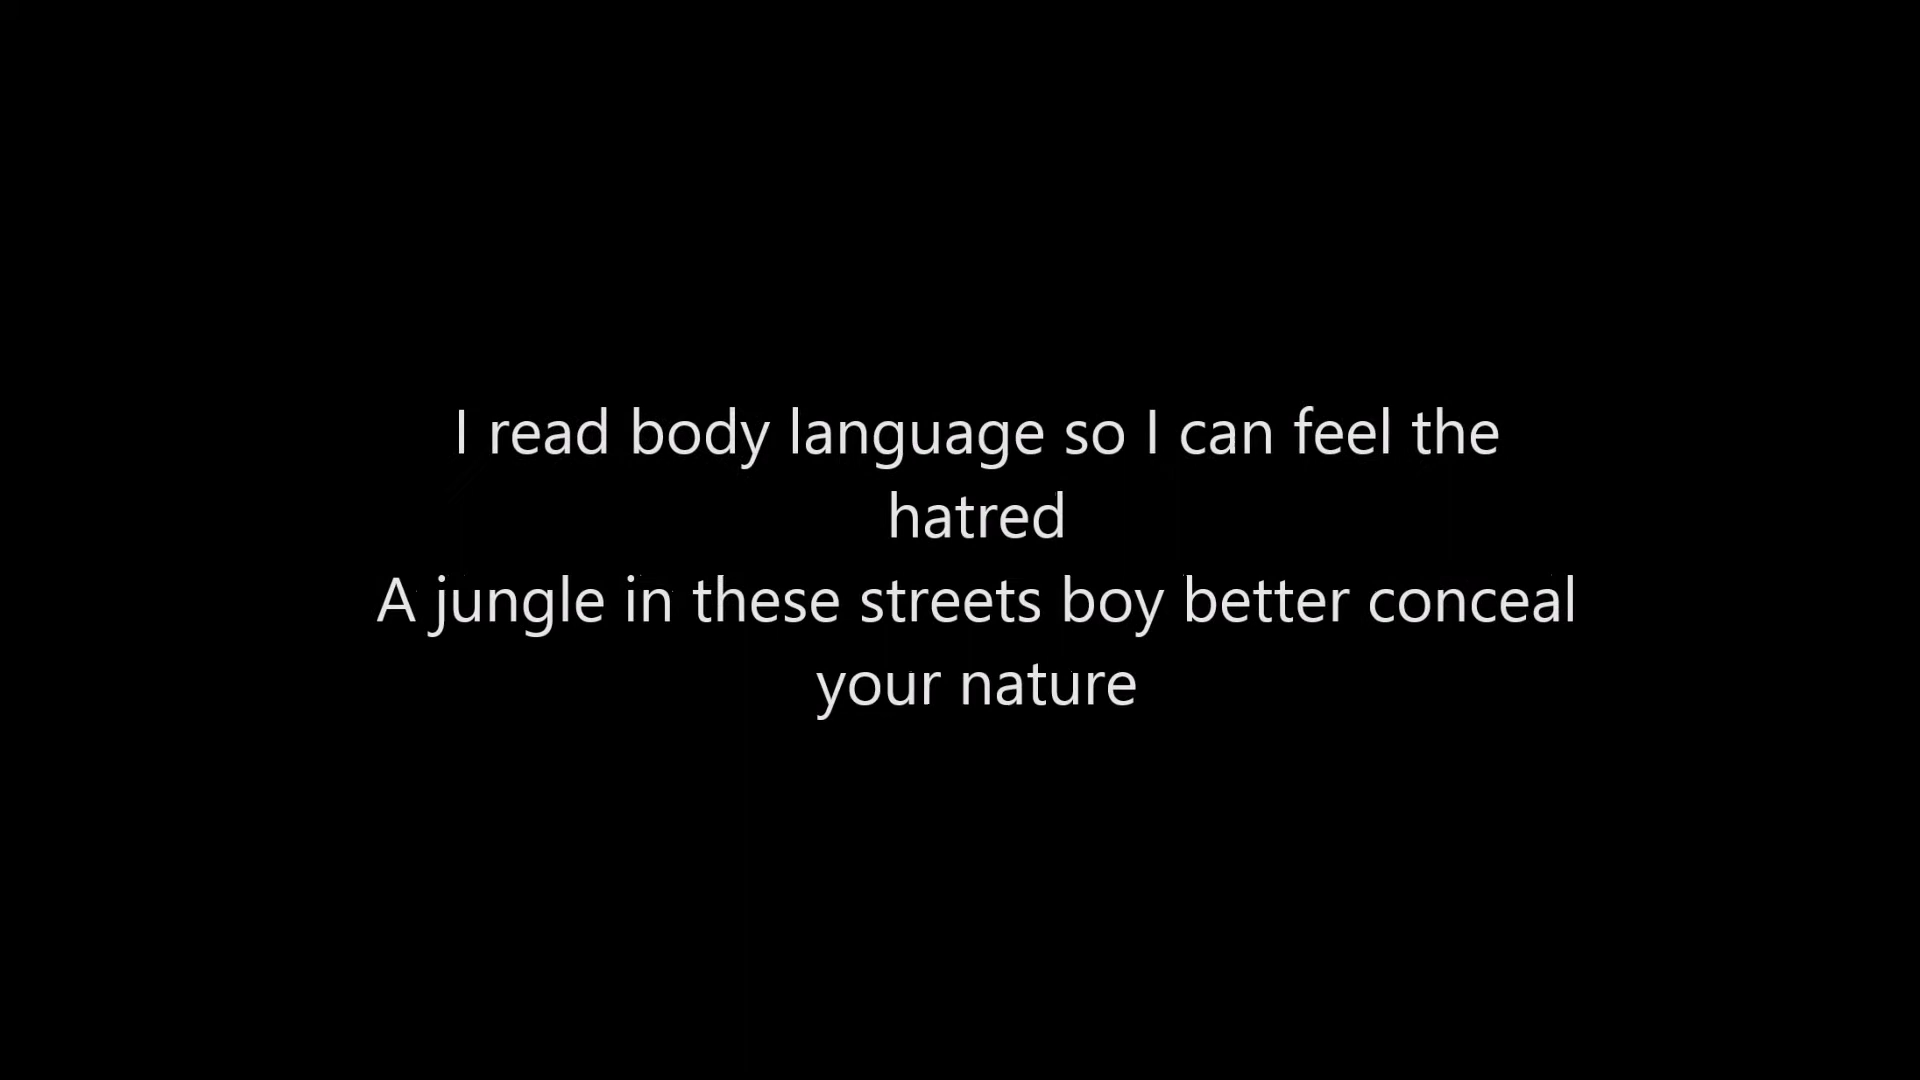 I read body language so I can feel the
hatred
A jungle in these streets boy better conceal
your nature